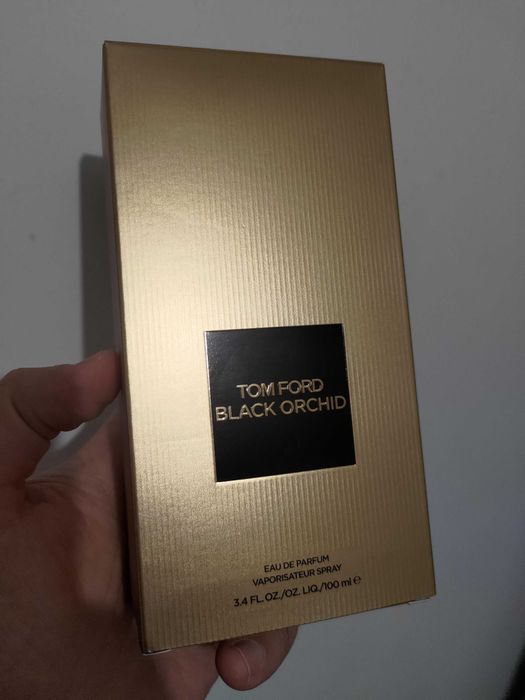 TOM FORD
BLACK ORCHID
EAU DE PARFUM
VAPORISATEUR SPRAY
3.4 FL.OZ./OZ. LIQ./100 ml ℮